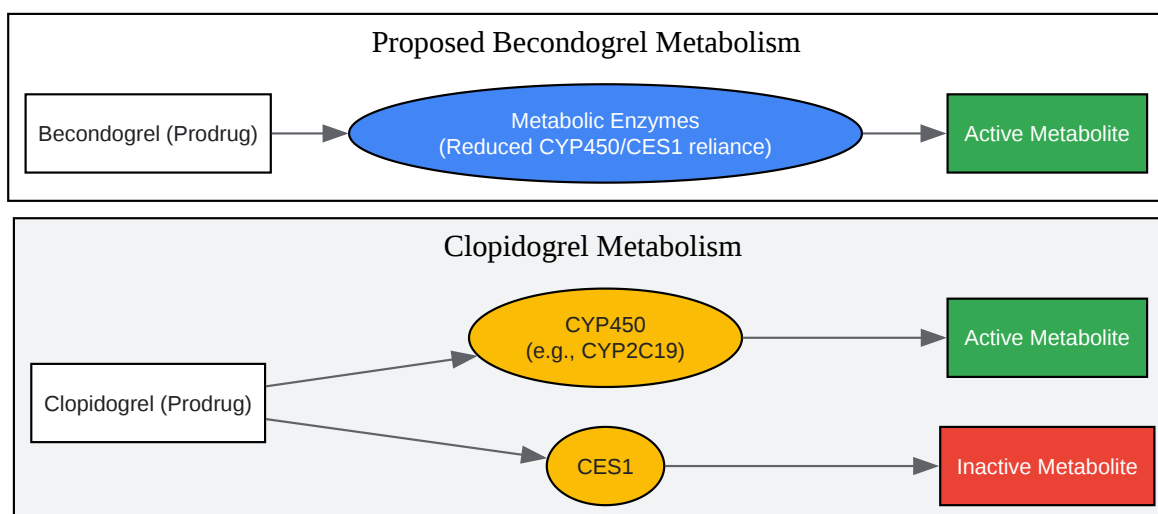 Proposed Becondogrel Metabolism
Becondogrel (Prodrug)
Metabolic Enzymes
(Reduced CYP450/CES1 reliance)
Active Metabolite
Clopidogrel Metabolism
Clopidogrel (Prodrug)
CYP450
(e.g., CYP2C19)
Active Metabolite
CES1
Inactive Metabolite